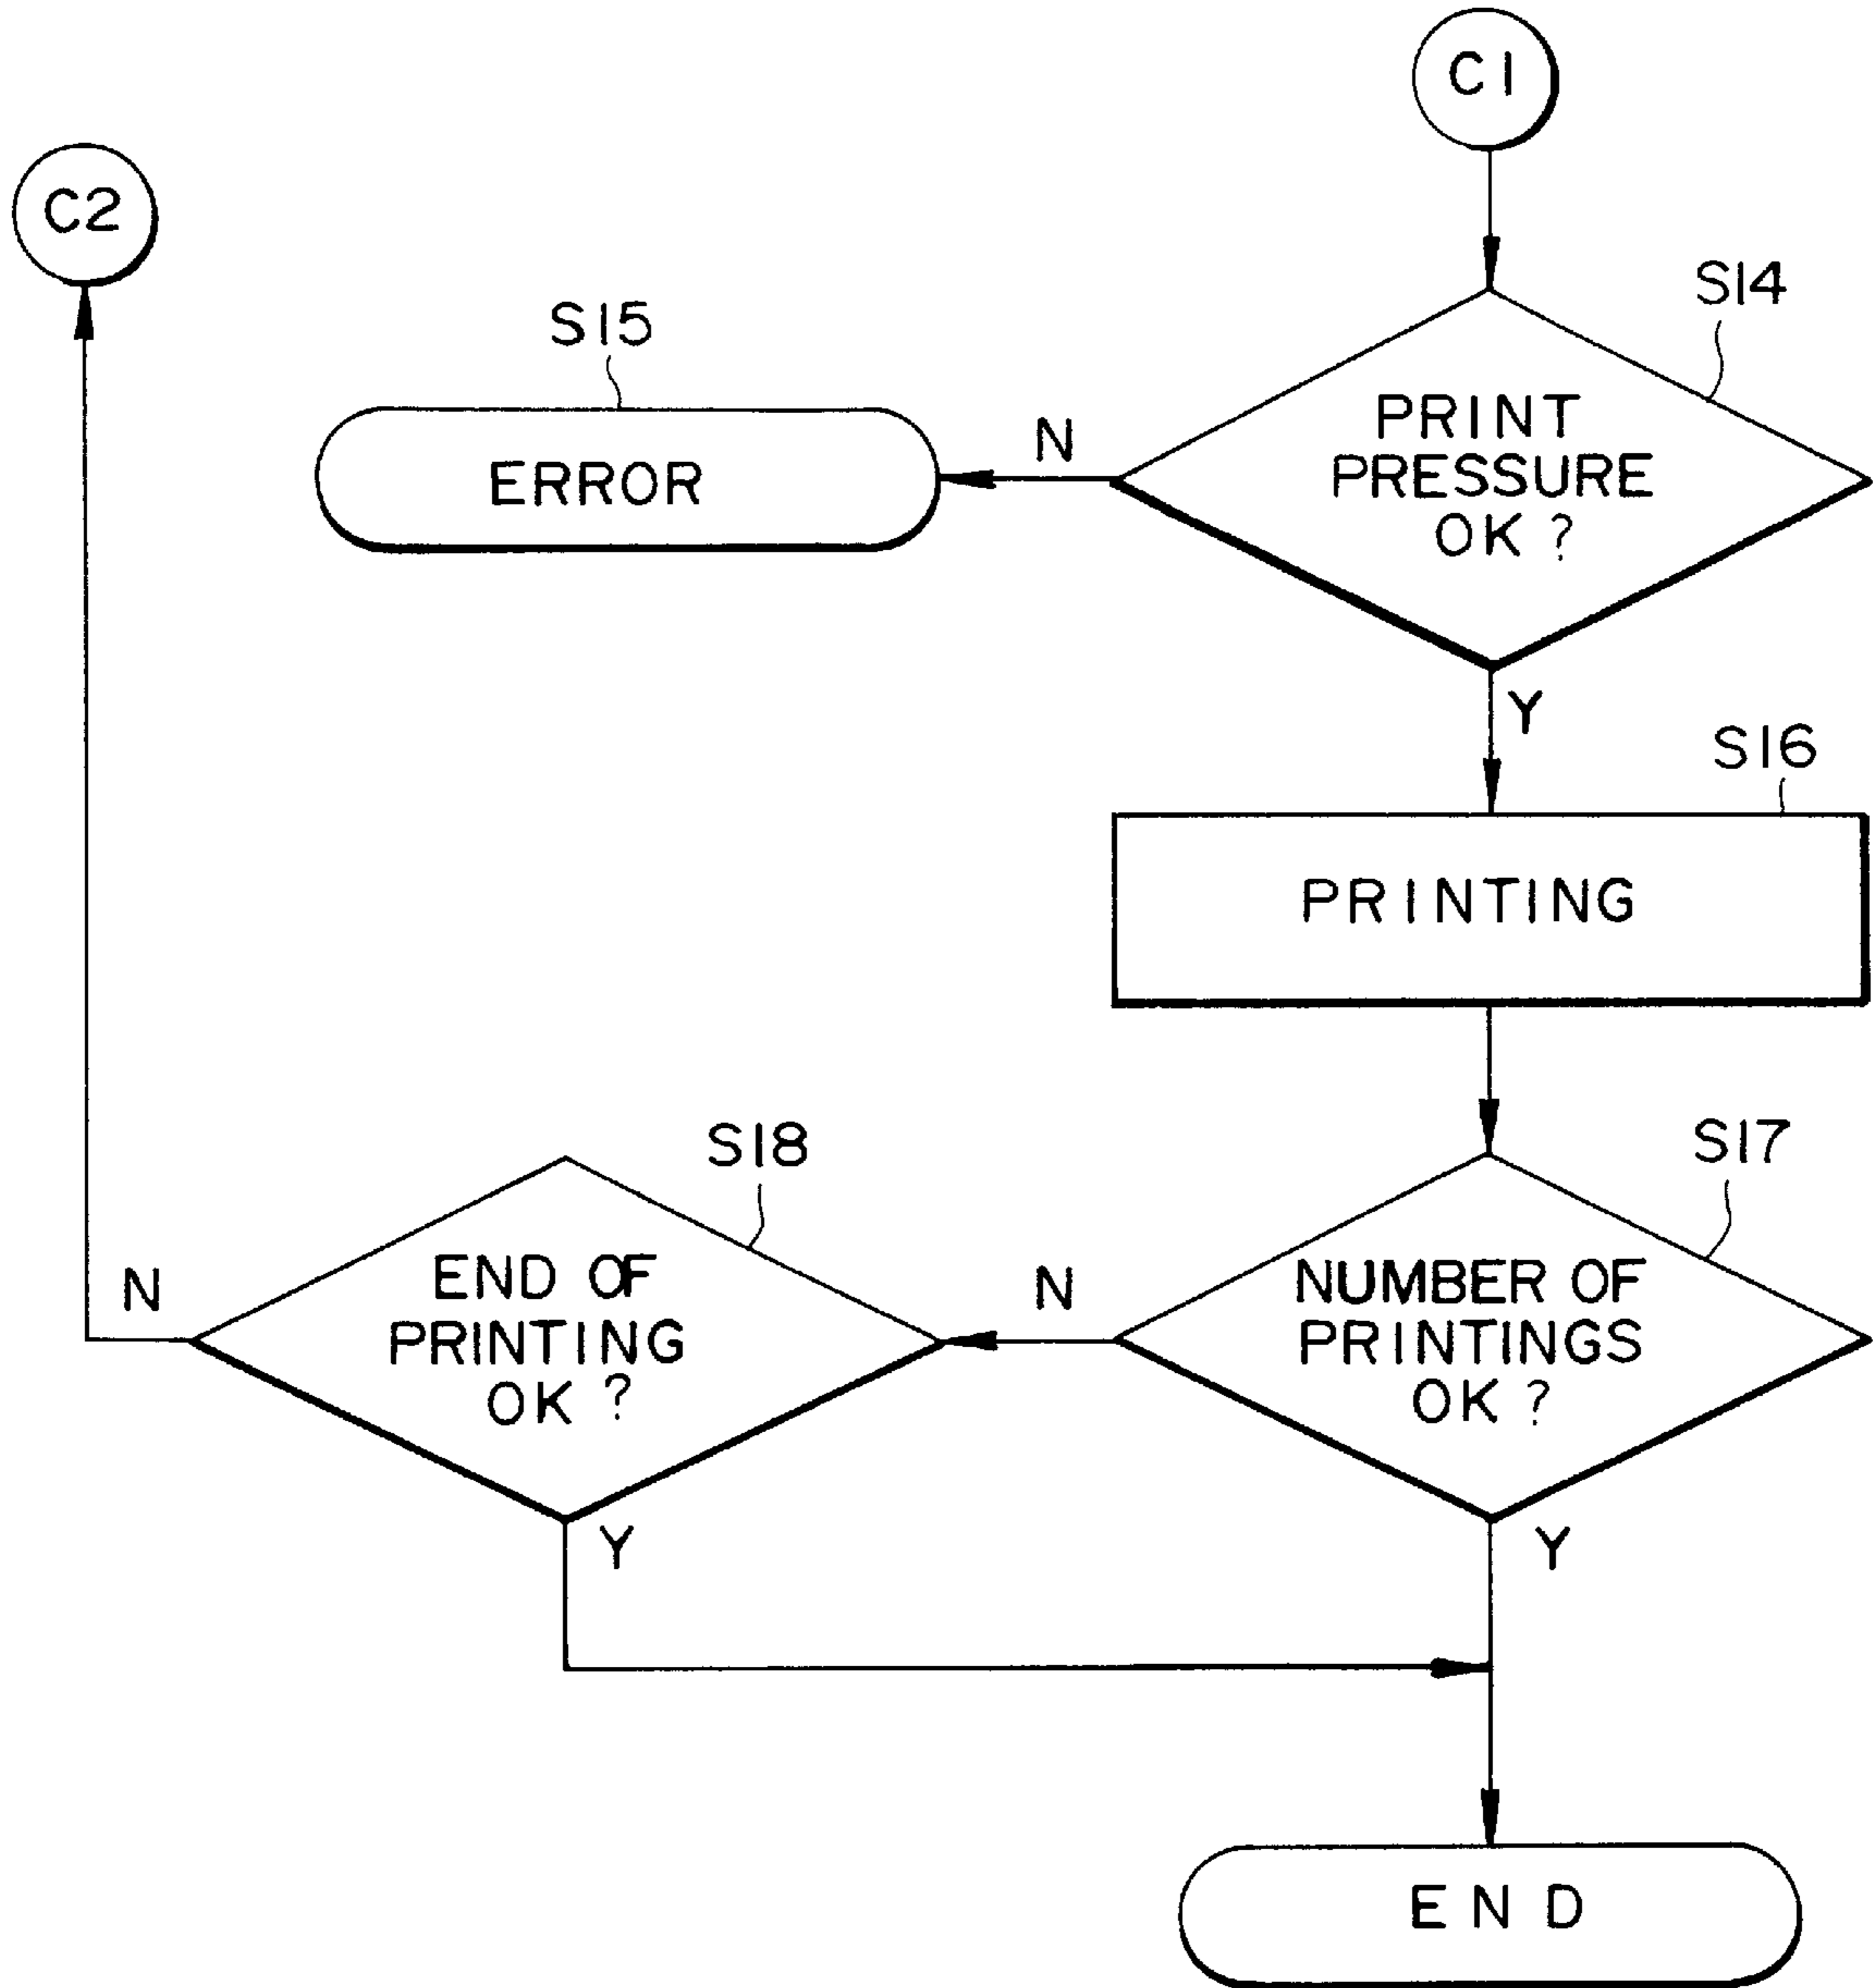 C1
C2
S14
S15
PRINT
PRESSURE
OK ?
N
ERROR
Y
S16
PRINTING
S18
S17
END OF
PRINTING
OK ?
N
N
NUMBER OF
PRINTINGS
OK ?
Y
Y
END